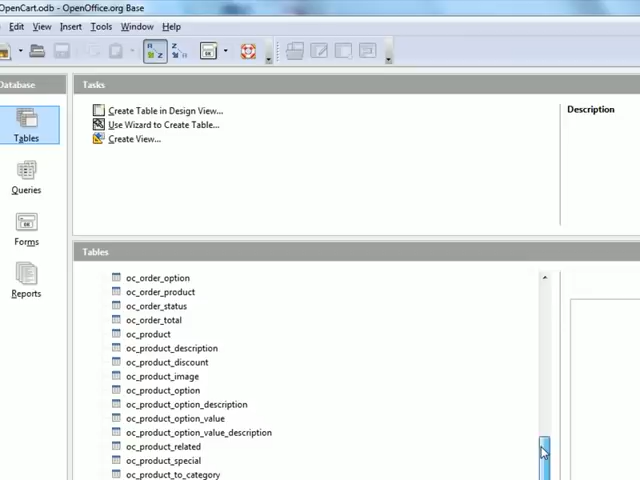 OpenCart.odb - OpenOffice.org Base
Edit View Insert Tools Window Help
Database
Tasks
Tables
Queries
Forms
Reports
Create Table in Design View...
Use Wizard to Create Table...
Create View...
Description
Tables
oc_order_option
oc_order_product
oc_order_status
oc_order_total
oc_product
oc_product_description
oc_product_discount
oc_product_image
oc_product_option
oc_product_option_description
oc_product_option_value
oc_product_option_value_description
oc_product_related
oc_product_special
oc_product_to_category